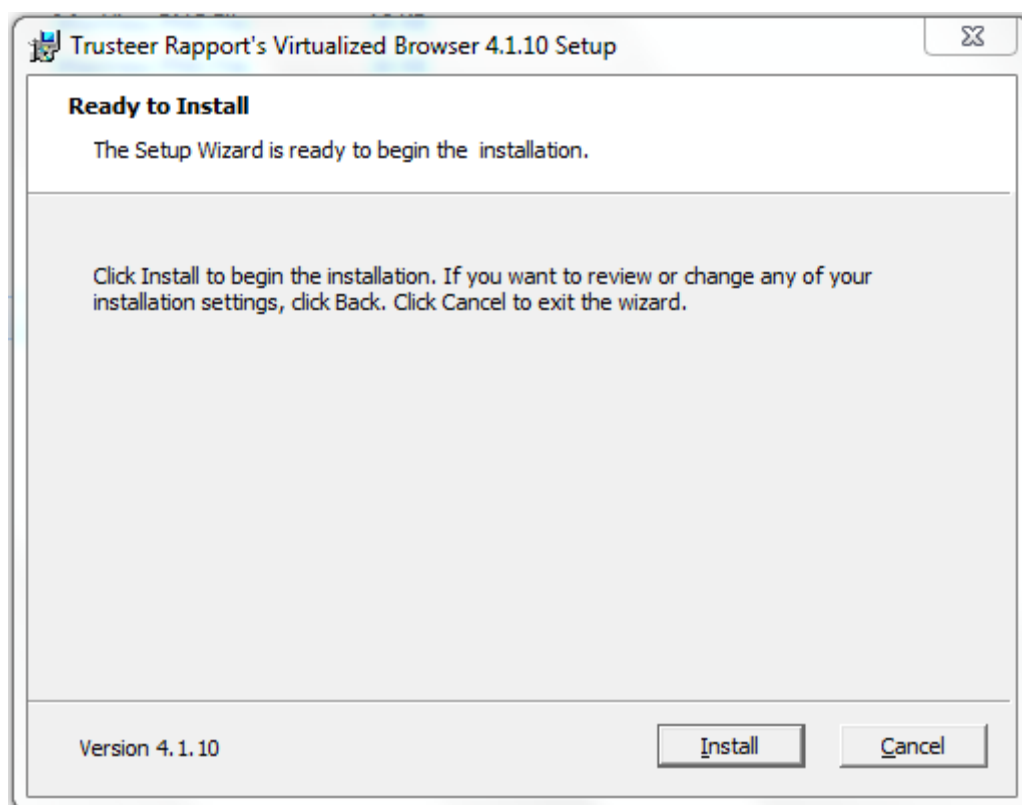 Trusteer Rapport's Virtualized Browser 4.1.10 Setup
Ready to Install
The Setup Wizard is ready to begin the  installation.
Click Install to begin the installation. If you want to review or change any of your
installation settings, click Back. Click Cancel to exit the wizard.
Version 4.1.10
Install
Cancel